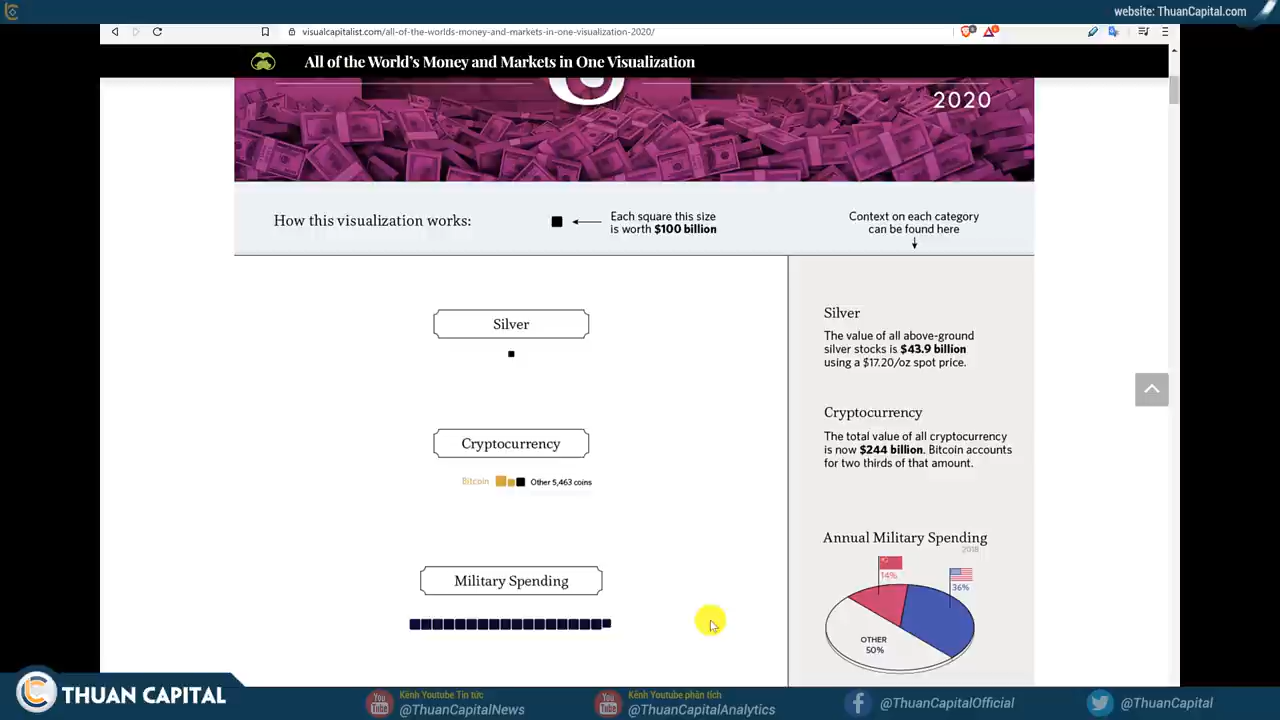 website: ThuanCapital.com
visualcapitalist.com/all-of-the-worlds-money-and-markets-in-one-visualization-2020/
All of the World's Money and Markets in One Visualization
2020
How this visualization works:
Each square this size
is worth $100 billion
Context on each category
can be found here
Silver
Silver
The value of all above-ground
silver stocks is $43.9 billion
using a $17.20/oz spot price.
Cryptocurrency
Bitcoin
Other 5,463 coins
Cryptocurrency
The total value of all cryptocurrency
is now $244 billion. Bitcoin accounts
for two thirds of that amount.
Military Spending
Annual Military Spending
2018
14%
36%
OTHER
50%
THUAN CAPITAL
You
Tube
Kênh Youtube Tin tức
@ThuanCapitalNews
You
Tube
Kênh Youtube phân tích
@ThuanCapitalAnalytics
@ThuanCapitalOfficial
@ThuanCapital